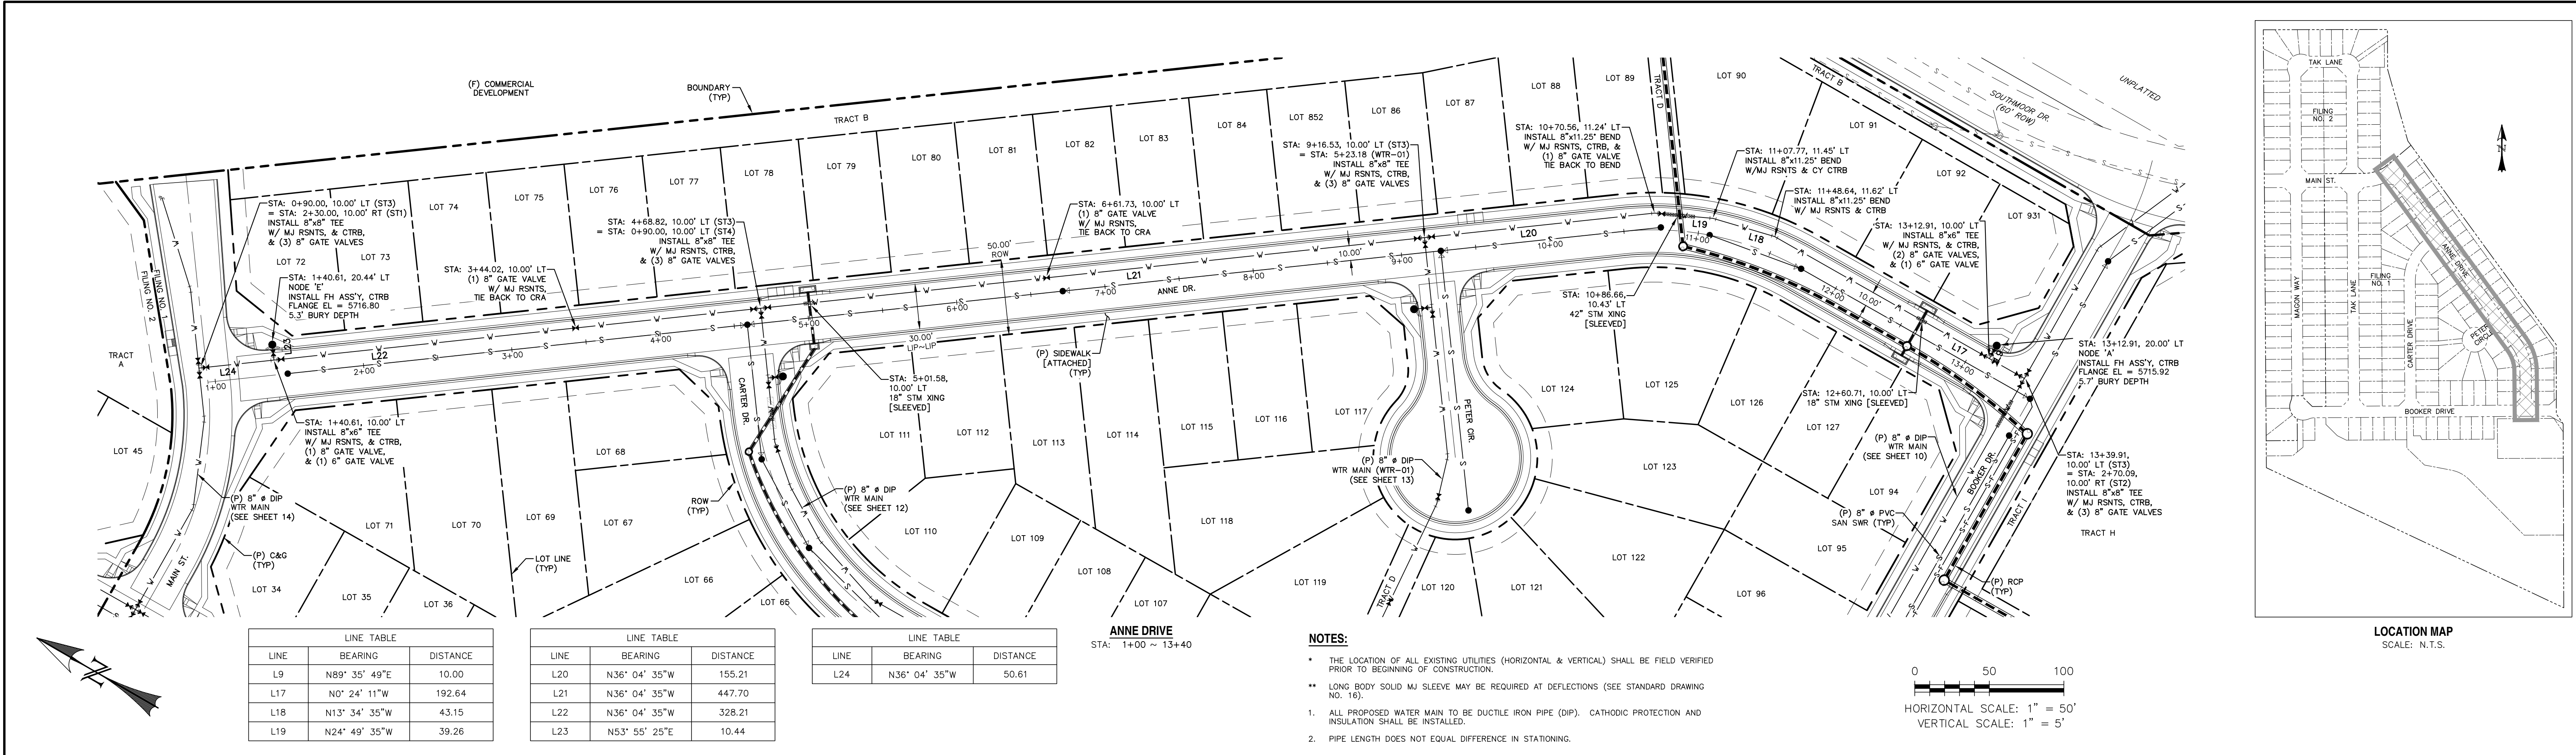 (F) COMMERCIAL
DEVELOPMENT
BOUNDARY
(TYP)
TRACT B
STA: 0+90.00, 10.00' LT (ST3)
= STA: 2+30.00, 10.00' RT (ST1)
INSTALL 8"x8" TEE
W/ MJ RSNTS, & CTRB,
& (3) 8" GATE VALVES
LOT 72
LOT 73
LOT 74
LOT 75
LOT 76
LOT 77
LOT 78
LOT 79
LOT 80
LOT 81
LOT 82
LOT 83
LOT 84
LOT 852
LOT 86
LOT 87
LOT 88
LOT 89
TRACT D
LOT 90
TRACT B
LOT 91
LOT 92
LOT 931
SOUTHMOOR DR.
(60' ROW)
UNPLATTED
STA: 1+40.61, 20.44' LT
NODE 'E'
INSTALL FH ASS'Y, CTRB
FLANGE EL = 5716.80
5.3' BURY DEPTH
STA: 3+44.02, 10.00' LT
(1) 8" GATE VALVE
W/ MJ RSNTS,
TIE BACK TO CRA
STA: 4+68.82, 10.00' LT (ST3)
= STA: 0+90.00, 10.00' LT (ST4)
INSTALL 8"x8" TEE
W/ MJ RSNTS, CTRB,
& (3) 8" GATE VALVES
STA: 6+61.73, 10.00' LT
(1) 8" GATE VALVE
W/ MJ RSNTS,
TIE BACK TO CRA
STA: 9+16.53, 10.00' LT (ST3)
= STA: 5+23.18 (WTR-01)
INSTALL 8"x8" TEE
W/ MJ RSNTS, CTRB,
& (3) 8" GATE VALVES
STA: 10+70.56, 11.24' LT
INSTALL 8"x11.25° BEND
W/ MJ RSNTS, CTRB, &
(1) 8" GATE VALVE
TIE BACK TO BEND
STA: 11+07.77, 11.45' LT
INSTALL 8"x11.25° BEND
W/MJ RSNTS & CY CTRB
STA: 11+48.64, 11.62' LT
INSTALL 8"x11.25° BEND
W/ MJ RSNTS & CTRB
STA: 13+12.91, 10.00' LT
INSTALL 8"x6" TEE
W/ MJ RSNTS, & CTRB,
(2) 8" GATE VALVES,
& (1) 6" GATE VALVE
STA: 13+12.91, 20.00' LT
NODE 'A'
INSTALL FH ASS'Y, CTRB
FLANGE EL = 5715.92
5.7' BURY DEPTH
50.00'
ROW
30.00'
LIP~LIP
10.00'
10.00'
L24
L23
L22
L21
L20
L19
L18
L17
1+00
2+00
3+00
4+00
5+00
6+00
7+00
8+00
9+00
10+00
11+00
12+00
13+00
ANNE DR.
FILING NO. 2
FILING NO. 1
TRACT
A
LOT 45
STA: 1+40.61, 10.00' LT
INSTALL 8"x6" TEE
W/ MJ RSNTS, & CTRB,
(1) 8" GATE VALVE,
& (1) 6" GATE VALVE
(P) 8" ø DIP
WTR MAIN
(SEE SHEET 14)
MAIN ST.
(P) C&G
(TYP)
LOT 34
LOT 35
LOT 36
LOT 71
LOT 70
LOT 69
LOT 68
LOT 67
LOT LINE
(TYP)
LOT 66
LOT 65
ROW
(TYP)
CARTER DR.
STA: 5+01.58,
10.00' LT
18" STM XING
[SLEEVED]
(P) SIDEWALK
[ATTACHED]
(TYP)
(P) 8" ø DIP
WTR MAIN
(SEE SHEET 12)
LOT 111
LOT 112
LOT 113
LOT 114
LOT 115
LOT 116
LOT 117
LOT 110
LOT 109
LOT 108
LOT 107
LOT 118
LOT 119
(P) 8" ø DIP
WTR MAIN (WTR-01)
(SEE SHEET 13)
PETER CIR.
TRACT D
LOT 120
LOT 121
LOT 122
LOT 123
LOT 124
LOT 125
LOT 126
LOT 127
LOT 94
LOT 95
LOT 96
STA: 10+86.66,
10.43' LT
42" STM XING
[SLEEVED]
STA: 12+60.71, 10.00' LT
18" STM XING [SLEEVED]
(P) 8" ø DIP
WTR MAIN
(SEE SHEET 10)
BOOKER DR.
(P) 8" ø PVC
SAN SWR (TYP)
STA: 13+39.91,
10.00' LT (ST3)
= STA: 2+70.09,
10.00' RT (ST2)
INSTALL 8"x8" TEE
W/ MJ RSNTS, CTRB,
& (3) 8" GATE VALVES
TRACT I
TRACT H
(P) RCP
(TYP)
N
LINE TABLE
LINE BEARING DISTANCE
L9 N89° 35' 49"E 10.00
L17 N0° 24' 11"W 192.64
L18 N13° 34' 35"W 43.15
L19 N24° 49' 35"W 39.26
LINE TABLE
LINE BEARING DISTANCE
L20 N36° 04' 35"W 155.21
L21 N36° 04' 35"W 447.70
L22 N36° 04' 35"W 328.21
L23 N53° 55' 25"E 10.44
LINE TABLE
LINE BEARING DISTANCE
L24 N36° 04' 35"W 50.61
ANNE DRIVE
STA: 1+00 ~ 13+40
NOTES:
* THE LOCATION OF ALL EXISTING UTILITIES (HORIZONTAL & VERTICAL) SHALL BE FIELD VERIFIED
PRIOR TO BEGINNING OF CONSTRUCTION.
** LONG BODY SOLID MJ SLEEVE MAY BE REQUIRED AT DEFLECTIONS (SEE STANDARD DRAWING
NO. 16).
1. ALL PROPOSED WATER MAIN TO BE DUCTILE IRON PIPE (DIP). CATHODIC PROTECTION AND
INSULATION SHALL BE INSTALLED.
2. PIPE LENGTH DOES NOT EQUAL DIFFERENCE IN STATIONING.
0 50 100
HORIZONTAL SCALE: 1" = 50'
VERTICAL SCALE: 1" = 5'
TAK LANE
FILING
NO. 2
N
MAIN ST.
MAGON WAY
TAK LANE
FILING
NO. 1
CARTER DRIVE
ANNE DRIVE
PETER
CIRCLE
BOOKER DRIVE
LOCATION MAP
SCALE: N.T.S.